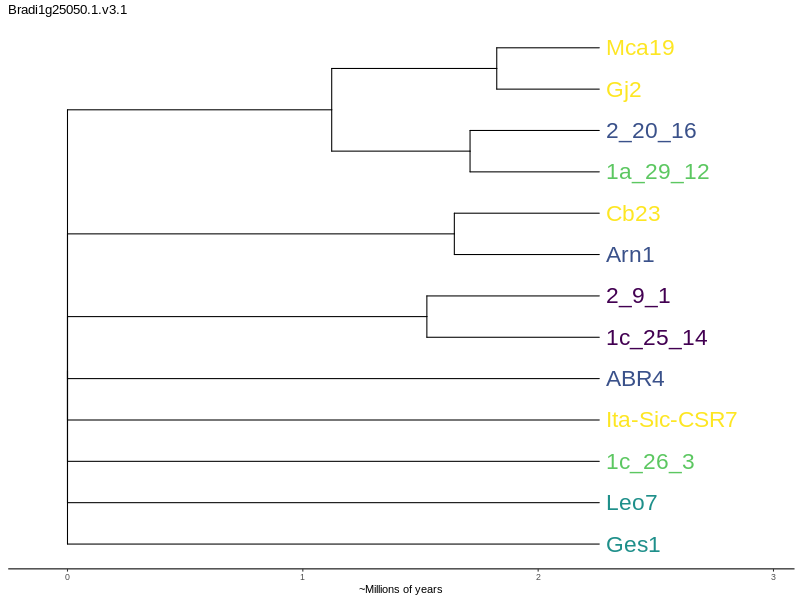 Bradi1g25050.1.v3.1
Mca19
Gj2
2_20_16
1a_29_12
Cb23
Arn1
2_9_1
1c_25_14
ABR4
Ita-Sic-CSR7
1c_26_3
Leo7
Ges1
0 1 2 3
~Millions of years